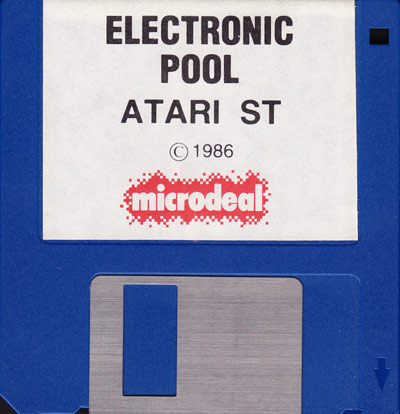 ELECTRONIC
POOL
ATARI ST
© 1986
microdeal